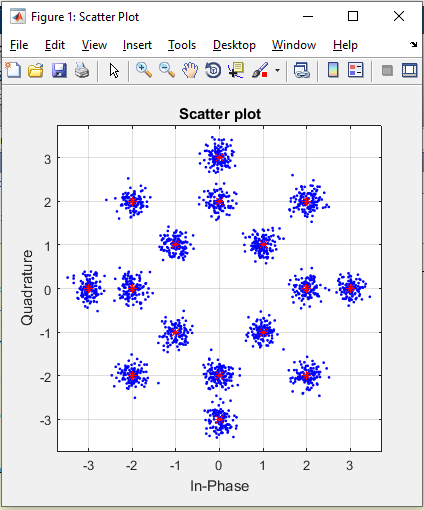 Figure 1: Scatter Plot
File Edit View Insert Tools Desktop Window Help
Scatter plot
3
2
1
0
-1
-2
-3
Quadrature
-3 -2 -1 0 1 2 3
In-Phase